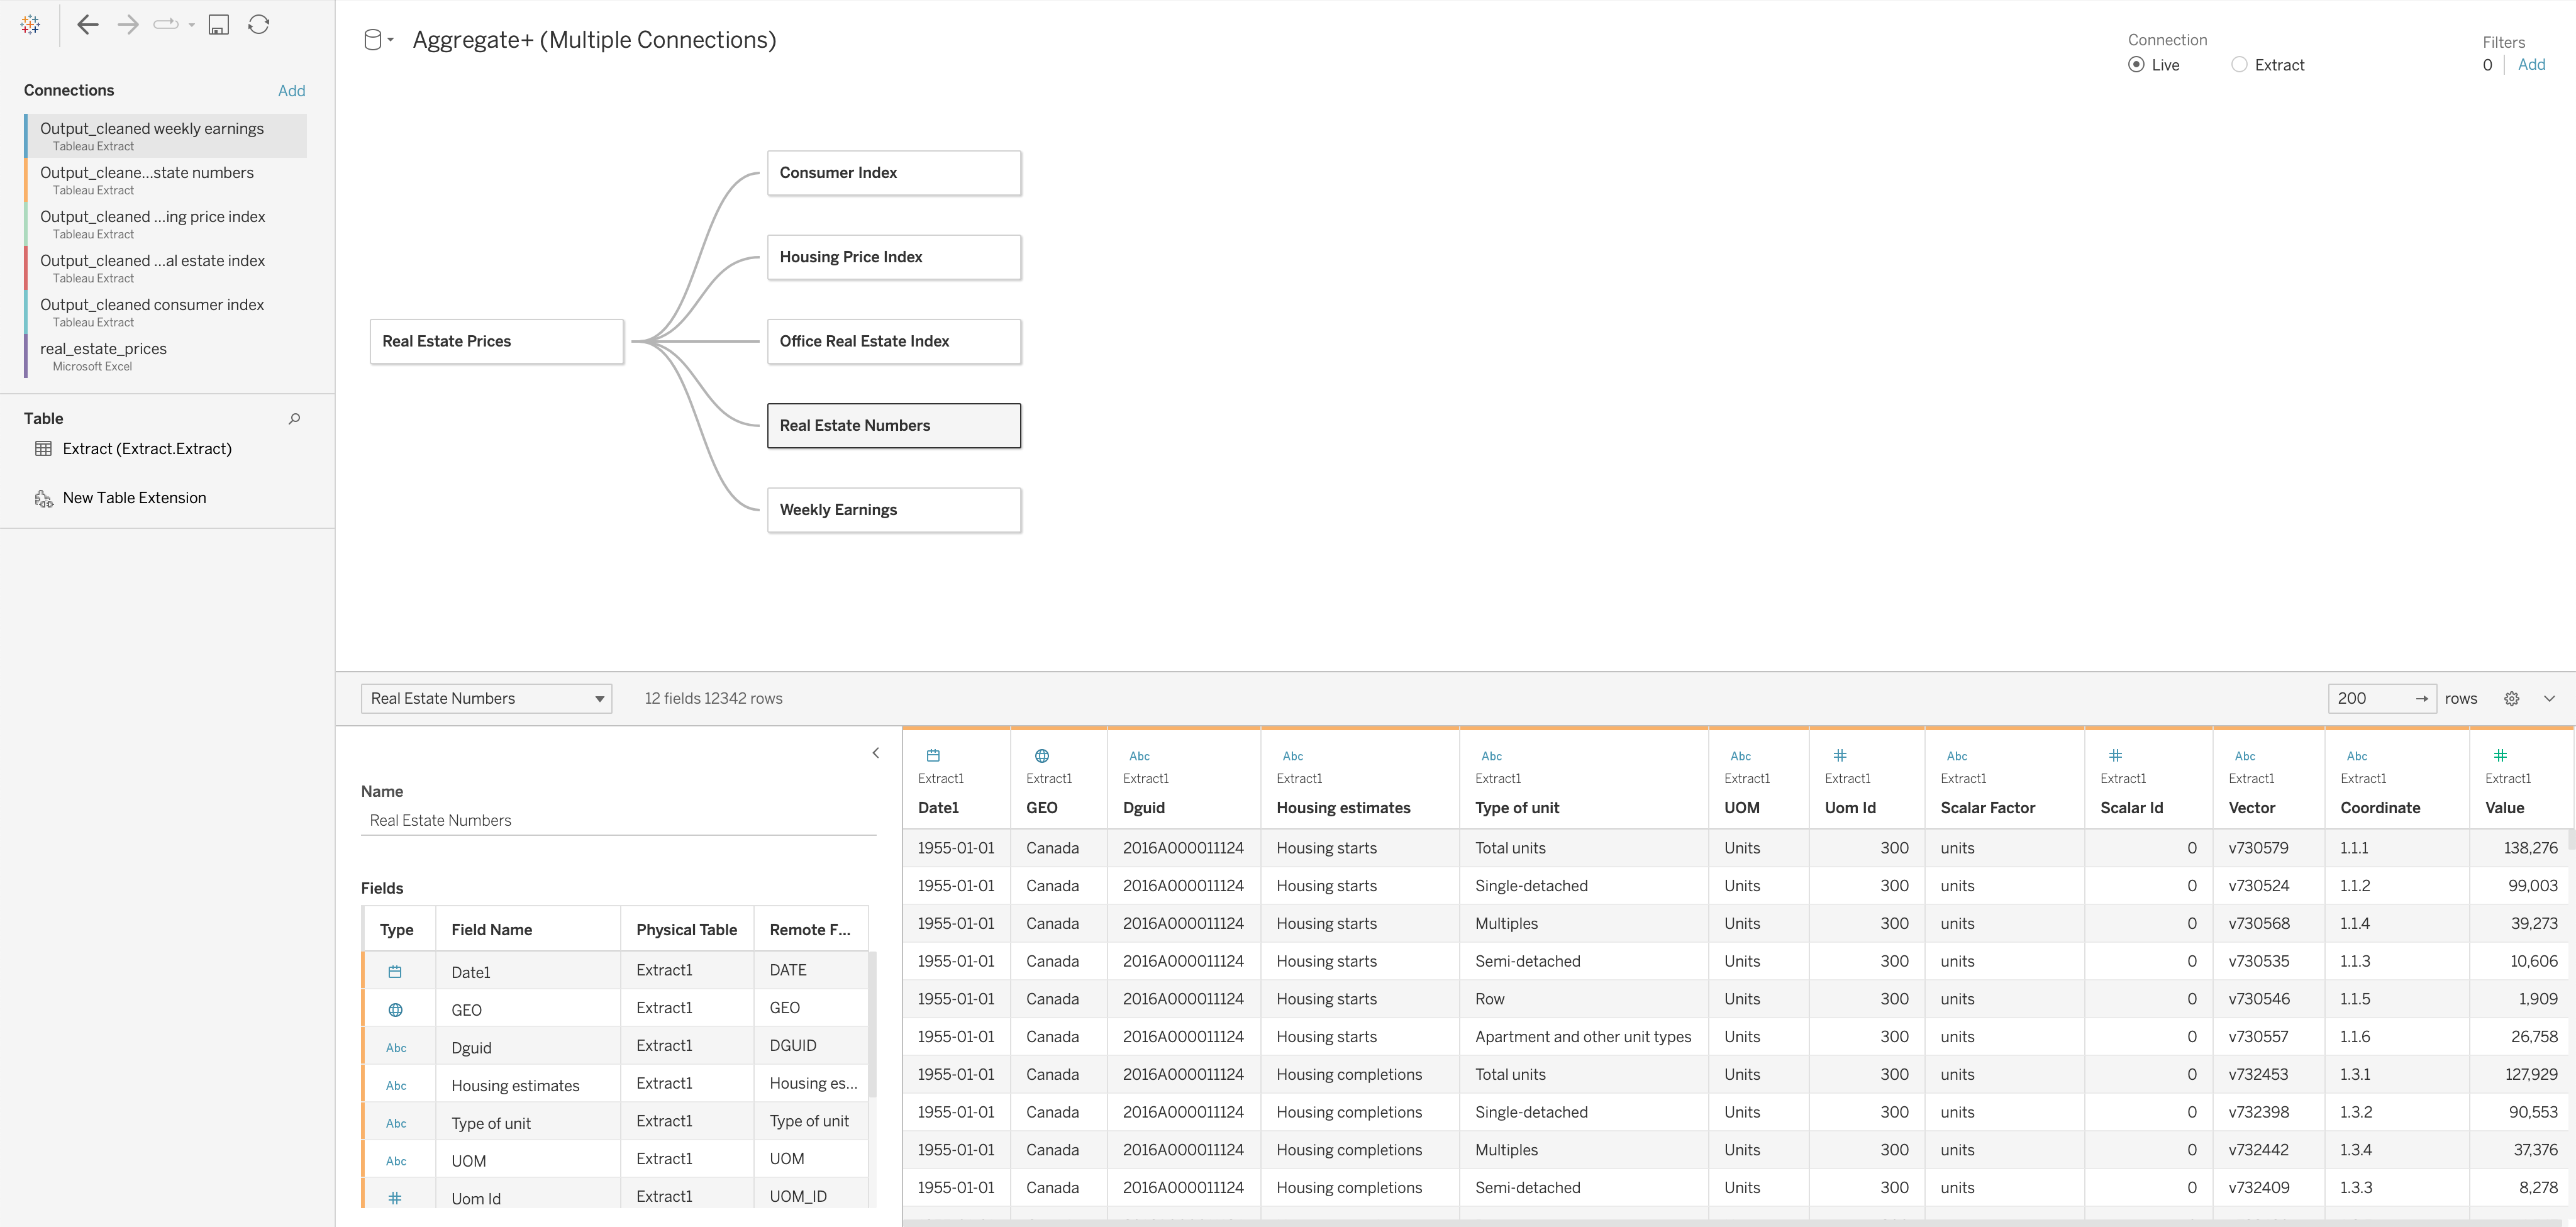 Aggregate+ (Multiple Connections)
Connection
Live
Extract
Filters
0
Add
Connections
Add
Output_cleaned weekly earnings
Tableau Extract
Output_cleane...state numbers
Tableau Extract
Output_cleaned ...ing price index
Tableau Extract
Output_cleaned ...al estate index
Tableau Extract
Output_cleaned consumer index
Tableau Extract
real_estate_prices
Microsoft Excel
Table
Extract (Extract.Extract)
New Table Extension
Real Estate Prices
Consumer Index
Housing Price Index
Office Real Estate Index
Real Estate Numbers
Weekly Earnings
Real Estate Numbers
12 fields 12342 rows
200
rows
Name
Real Estate Numbers
Fields
Type Field Name Physical Table Remote F...
Date1 Extract1 DATE
GEO Extract1 GEO
Abc Dguid Extract1 DGUID
Abc Housing estimates Extract1 Housing es...
Abc Type of unit Extract1 Type of unit
Abc UOM Extract1 UOM
# Uom Id Extract1 UOM_ID
Abc Abc Abc Abc # Abc # Abc Abc #
Extract1 Extract1 Extract1 Extract1 Extract1 Extract1 Extract1 Extract1 Extract1 Extract1 Extract1 Extract1
Date1 GEO Dguid Housing estimates Type of unit UOM Uom Id Scalar Factor Scalar Id Vector Coordinate Value
1955-01-01 Canada 2016A000011124 Housing starts Total units Units 300 units 0 v730579 1.1.1 138,276
1955-01-01 Canada 2016A000011124 Housing starts Single-detached Units 300 units 0 v730524 1.1.2 99,003
1955-01-01 Canada 2016A000011124 Housing starts Multiples Units 300 units 0 v730568 1.1.4 39,273
1955-01-01 Canada 2016A000011124 Housing starts Semi-detached Units 300 units 0 v730535 1.1.3 10,606
1955-01-01 Canada 2016A000011124 Housing starts Row Units 300 units 0 v730546 1.1.5 1,909
1955-01-01 Canada 2016A000011124 Housing starts Apartment and other unit types Units 300 units 0 v730557 1.1.6 26,758
1955-01-01 Canada 2016A000011124 Housing completions Total units Units 300 units 0 v732453 1.3.1 127,929
1955-01-01 Canada 2016A000011124 Housing completions Single-detached Units 300 units 0 v732398 1.3.2 90,553
1955-01-01 Canada 2016A000011124 Housing completions Multiples Units 300 units 0 v732442 1.3.4 37,376
1955-01-01 Canada 2016A000011124 Housing completions Semi-detached Units 300 units 0 v732409 1.3.3 8,278